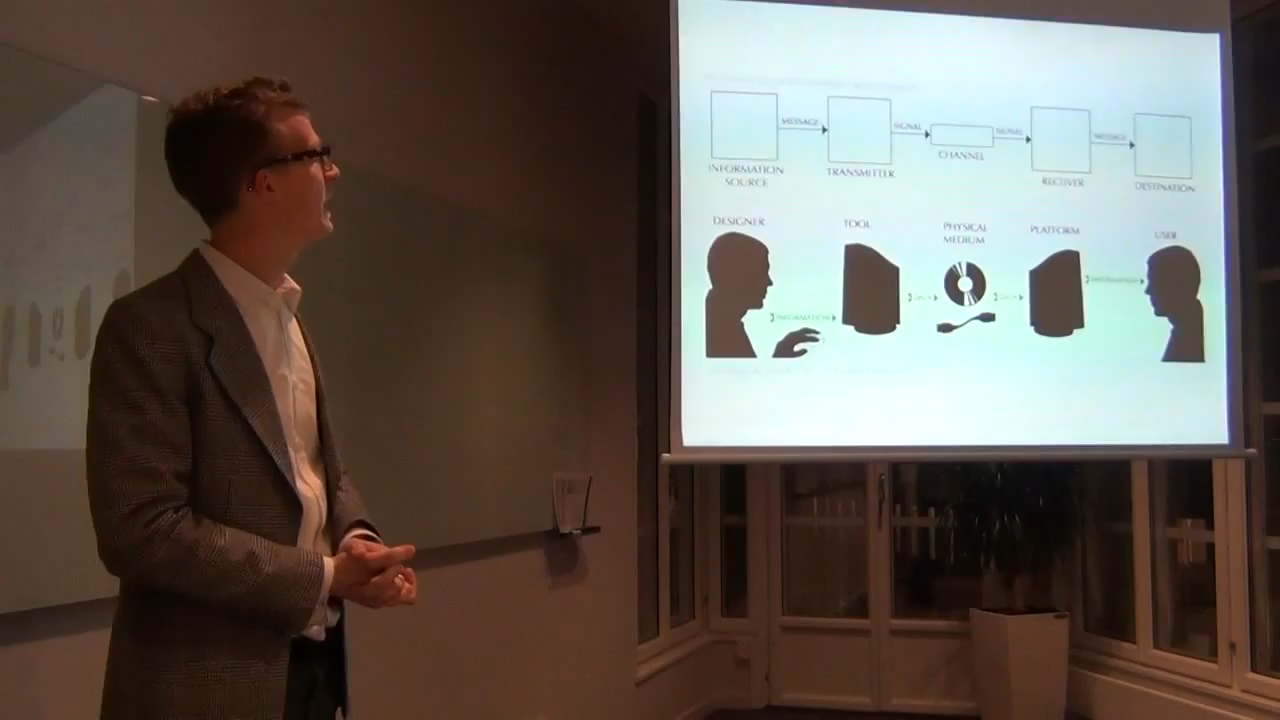 MESSAGE
SIGNAL
SIGNAL
MESSAGE
INFORMATION
SOURCE
TRANSMITTER
CHANNEL
RECEIVER
DESTINATION
DESIGNER
TOOL
PHYSICAL
MEDIUM
PLATFORM
USER